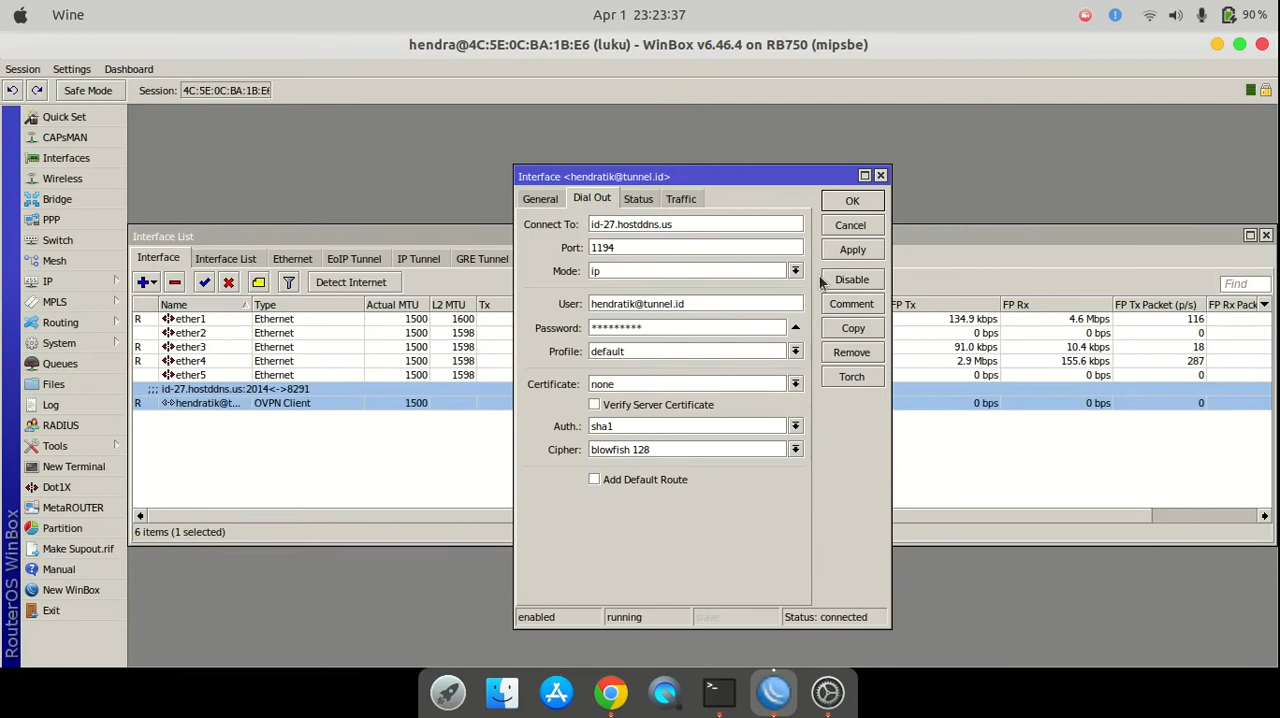 Wine
Apr 1 23:23:37
90 %
hendra@4C:5E:0C:BA:1B:E6 (luku) - WinBox v6.46.4 on RB750 (mipsbe)
Session Settings Dashboard
Safe Mode Session: 4C:5E:0C:BA:1B:E6
Quick Set
CAPsMAN
Interfaces
Wireless
Bridge
PPP
Switch
Mesh
IP
MPLS
Routing
System
Queues
Files
Log
RADIUS
Tools
New Terminal
Dot1X
MetaROUTER
Partition
Make Supout.rif
Manual
New WinBox
Exit
RouterOS WinBox
Interface List
Interface Interface List Ethernet EoIP Tunnel IP Tunnel GRE Tunnel
Detect Internet Find
Name Type Actual MTU L2 MTU Tx FP Tx FP Rx FP Tx Packet (p/s) FP Rx Pack
R ether1 Ethernet 1500 1600 134.9 kbps 4.6 Mbps 116
ether2 Ethernet 1500 1598 0 bps 0 bps 0
R ether3 Ethernet 1500 1598 91.0 kbps 10.4 kbps 18
R ether4 Ethernet 1500 1598 2.9 Mbps 155.6 kbps 287
ether5 Ethernet 1500 1598 0 bps 0 bps 0
;;; id-27.hostddns.us:2014<->8291
R hendratik@t... OVPN Client 1500 0 bps 0 bps 0
6 items (1 selected)
Interface <hendratik@tunnel.id>
General Dial Out Status Traffic
Connect To: id-27.hostddns.us
Port: 1194
Mode: ip
User: hendratik@tunnel.id
Password: *********
Profile: default
Certificate: none
Verify Server Certificate
Auth.: sha1
Cipher: blowfish 128
Add Default Route
OK
Cancel
Apply
Disable
Comment
Copy
Remove
Torch
enabled running slave Status: connected